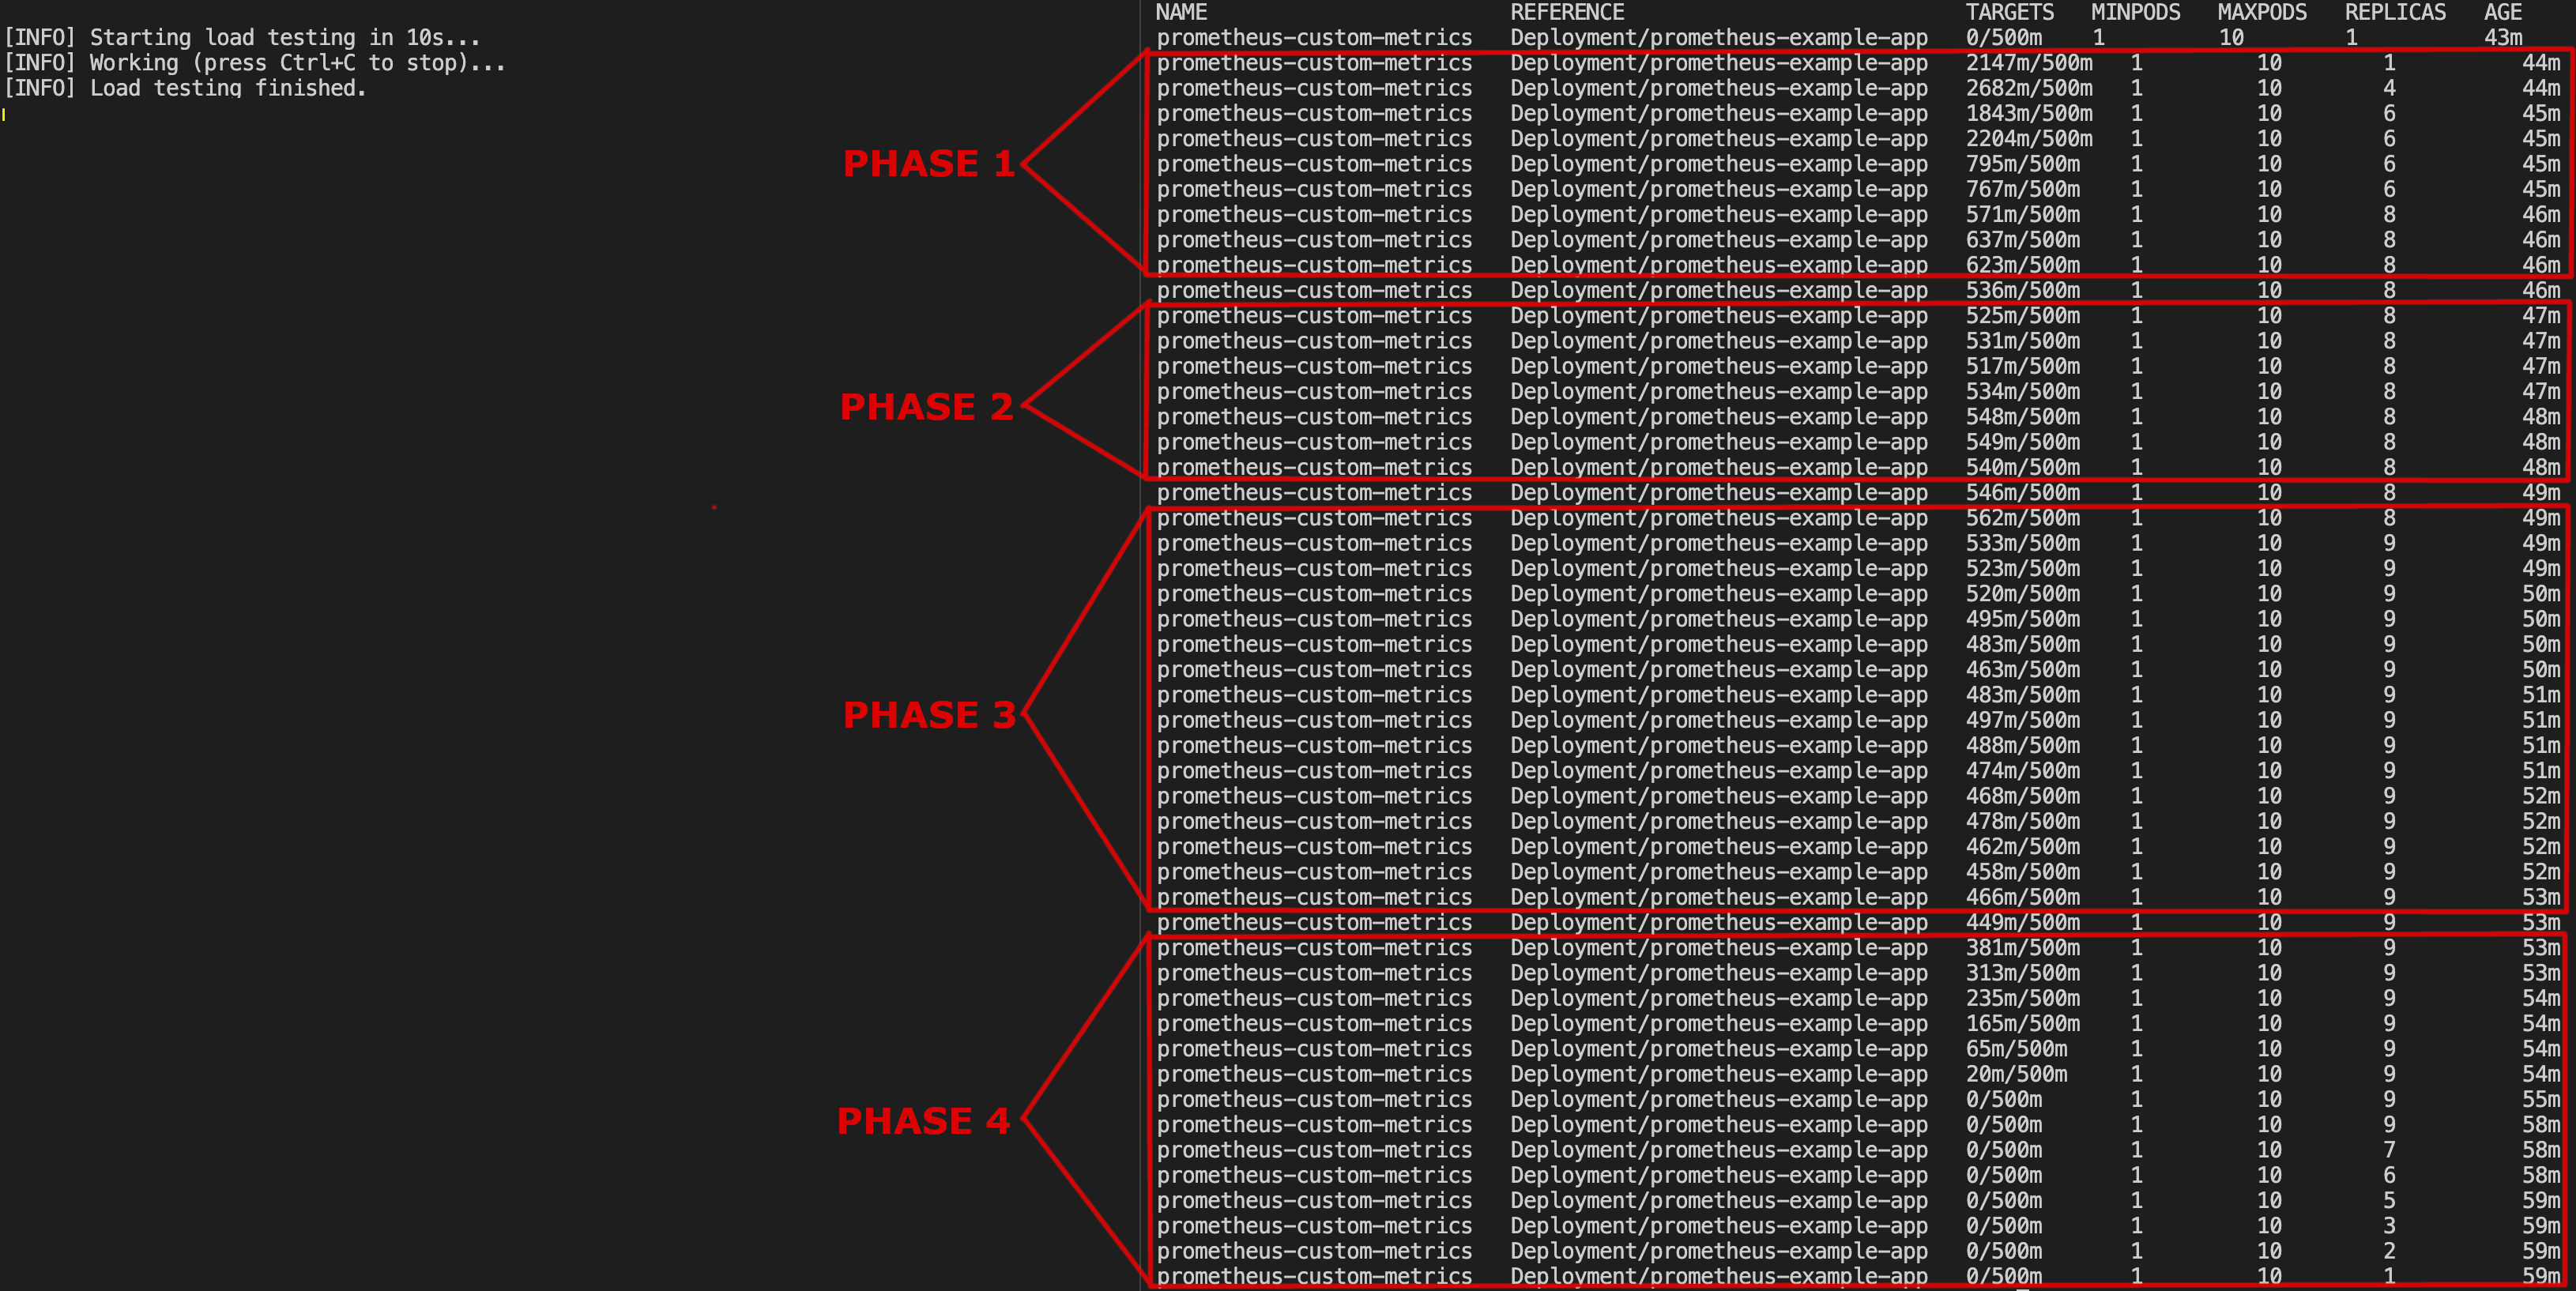 [INFO] Starting load testing in 10s...
[INFO] Working (press Ctrl+C to stop)...
[INFO] Load testing finished.
PHASE 1
PHASE 2
PHASE 3
PHASE 4
NAME REFERENCE TARGETS MINPODS MAXPODS REPLICAS AGE
prometheus-custom-metrics Deployment/prometheus-example-app 0/500m 1 10 1 43m
prometheus-custom-metrics Deployment/prometheus-example-app 2147m/500m 1 10 1 44m
prometheus-custom-metrics Deployment/prometheus-example-app 2682m/500m 1 10 4 44m
prometheus-custom-metrics Deployment/prometheus-example-app 1843m/500m 1 10 6 45m
prometheus-custom-metrics Deployment/prometheus-example-app 2204m/500m 1 10 6 45m
prometheus-custom-metrics Deployment/prometheus-example-app 795m/500m 1 10 6 45m
prometheus-custom-metrics Deployment/prometheus-example-app 767m/500m 1 10 6 45m
prometheus-custom-metrics Deployment/prometheus-example-app 571m/500m 1 10 8 46m
prometheus-custom-metrics Deployment/prometheus-example-app 637m/500m 1 10 8 46m
prometheus-custom-metrics Deployment/prometheus-example-app 623m/500m 1 10 8 46m
prometheus-custom-metrics Deployment/prometheus-example-app 536m/500m 1 10 8 46m
prometheus-custom-metrics Deployment/prometheus-example-app 525m/500m 1 10 8 47m
prometheus-custom-metrics Deployment/prometheus-example-app 531m/500m 1 10 8 47m
prometheus-custom-metrics Deployment/prometheus-example-app 517m/500m 1 10 8 47m
prometheus-custom-metrics Deployment/prometheus-example-app 534m/500m 1 10 8 47m
prometheus-custom-metrics Deployment/prometheus-example-app 548m/500m 1 10 8 48m
prometheus-custom-metrics Deployment/prometheus-example-app 549m/500m 1 10 8 48m
prometheus-custom-metrics Deployment/prometheus-example-app 540m/500m 1 10 8 48m
prometheus-custom-metrics Deployment/prometheus-example-app 546m/500m 1 10 8 49m
prometheus-custom-metrics Deployment/prometheus-example-app 562m/500m 1 10 8 49m
prometheus-custom-metrics Deployment/prometheus-example-app 533m/500m 1 10 9 49m
prometheus-custom-metrics Deployment/prometheus-example-app 523m/500m 1 10 9 49m
prometheus-custom-metrics Deployment/prometheus-example-app 520m/500m 1 10 9 50m
prometheus-custom-metrics Deployment/prometheus-example-app 495m/500m 1 10 9 50m
prometheus-custom-metrics Deployment/prometheus-example-app 483m/500m 1 10 9 50m
prometheus-custom-metrics Deployment/prometheus-example-app 463m/500m 1 10 9 50m
prometheus-custom-metrics Deployment/prometheus-example-app 483m/500m 1 10 9 51m
prometheus-custom-metrics Deployment/prometheus-example-app 497m/500m 1 10 9 51m
prometheus-custom-metrics Deployment/prometheus-example-app 488m/500m 1 10 9 51m
prometheus-custom-metrics Deployment/prometheus-example-app 474m/500m 1 10 9 51m
prometheus-custom-metrics Deployment/prometheus-example-app 468m/500m 1 10 9 52m
prometheus-custom-metrics Deployment/prometheus-example-app 478m/500m 1 10 9 52m
prometheus-custom-metrics Deployment/prometheus-example-app 462m/500m 1 10 9 52m
prometheus-custom-metrics Deployment/prometheus-example-app 458m/500m 1 10 9 52m
prometheus-custom-metrics Deployment/prometheus-example-app 466m/500m 1 10 9 53m
prometheus-custom-metrics Deployment/prometheus-example-app 449m/500m 1 10 9 53m
prometheus-custom-metrics Deployment/prometheus-example-app 381m/500m 1 10 9 53m
prometheus-custom-metrics Deployment/prometheus-example-app 313m/500m 1 10 9 53m
prometheus-custom-metrics Deployment/prometheus-example-app 235m/500m 1 10 9 54m
prometheus-custom-metrics Deployment/prometheus-example-app 165m/500m 1 10 9 54m
prometheus-custom-metrics Deployment/prometheus-example-app 65m/500m 1 10 9 54m
prometheus-custom-metrics Deployment/prometheus-example-app 20m/500m 1 10 9 54m
prometheus-custom-metrics Deployment/prometheus-example-app 0/500m 1 10 9 55m
prometheus-custom-metrics Deployment/prometheus-example-app 0/500m 1 10 9 58m
prometheus-custom-metrics Deployment/prometheus-example-app 0/500m 1 10 7 58m
prometheus-custom-metrics Deployment/prometheus-example-app 0/500m 1 10 6 58m
prometheus-custom-metrics Deployment/prometheus-example-app 0/500m 1 10 5 59m
prometheus-custom-metrics Deployment/prometheus-example-app 0/500m 1 10 3 59m
prometheus-custom-metrics Deployment/prometheus-example-app 0/500m 1 10 2 59m
prometheus-custom-metrics Deployment/prometheus-example-app 0/500m 1 10 1 59m